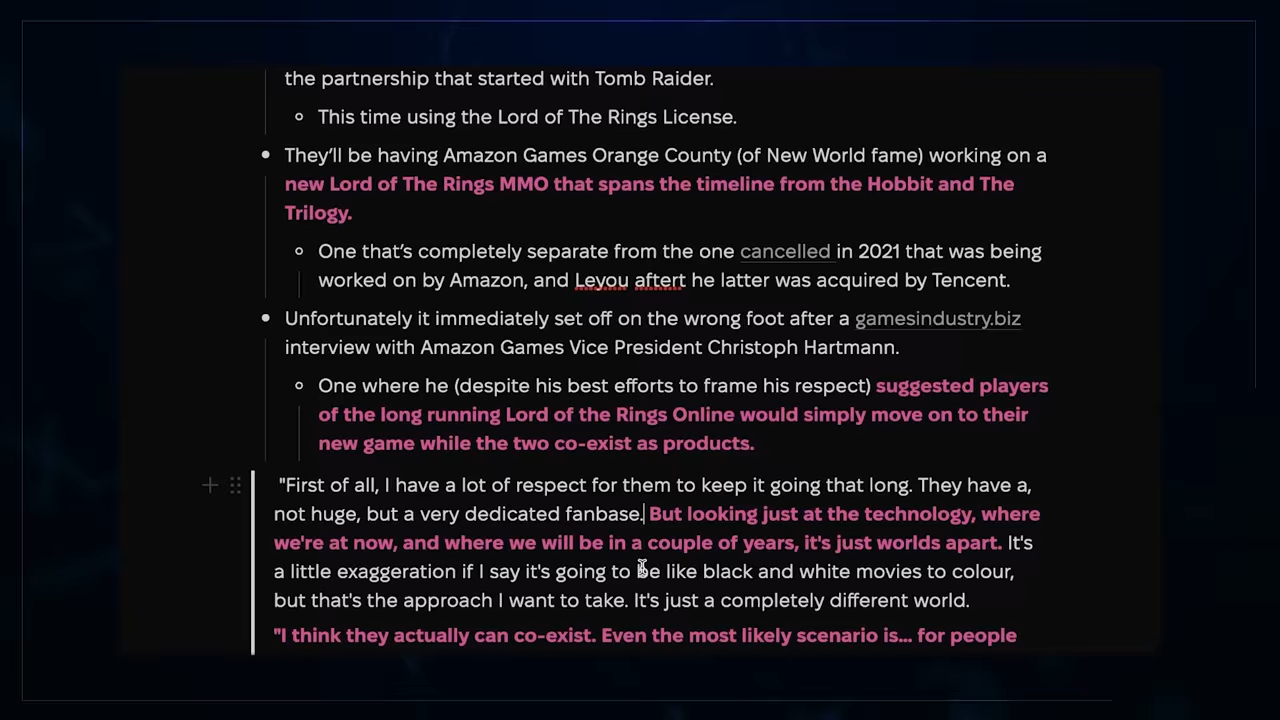 the partnership that started with Tomb Raider.
This time using the Lord of The Rings License.
They'll be having Amazon Games Orange County (of New World fame) working on a
new Lord of The Rings MMO that spans the timeline from the Hobbit and The
Trilogy.
One that's completely separate from the one cancelled in 2021 that was being
worked on by Amazon, and Leyou aftert he latter was acquired by Tencent.
Unfortunately it immediately set off on the wrong foot after a gamesindustry.biz
interview with Amazon Games Vice President Christoph Hartmann.
One where he (despite his best efforts to frame his respect) suggested players
of the long running Lord of the Rings Online would simply move on to their
new game while the two co-exist as products.
"First of all, I have a lot of respect for them to keep it going that long. They have a,
not huge, but a very dedicated fanbase. But looking just at the technology, where
we're at now, and where we will be in a couple of years, it's just worlds apart. It's
a little exaggeration if I say it's going to be like black and white movies to colour,
but that's the approach I want to take. It's just a completely different world.
"I think they actually can co-exist. Even the most likely scenario is... for people